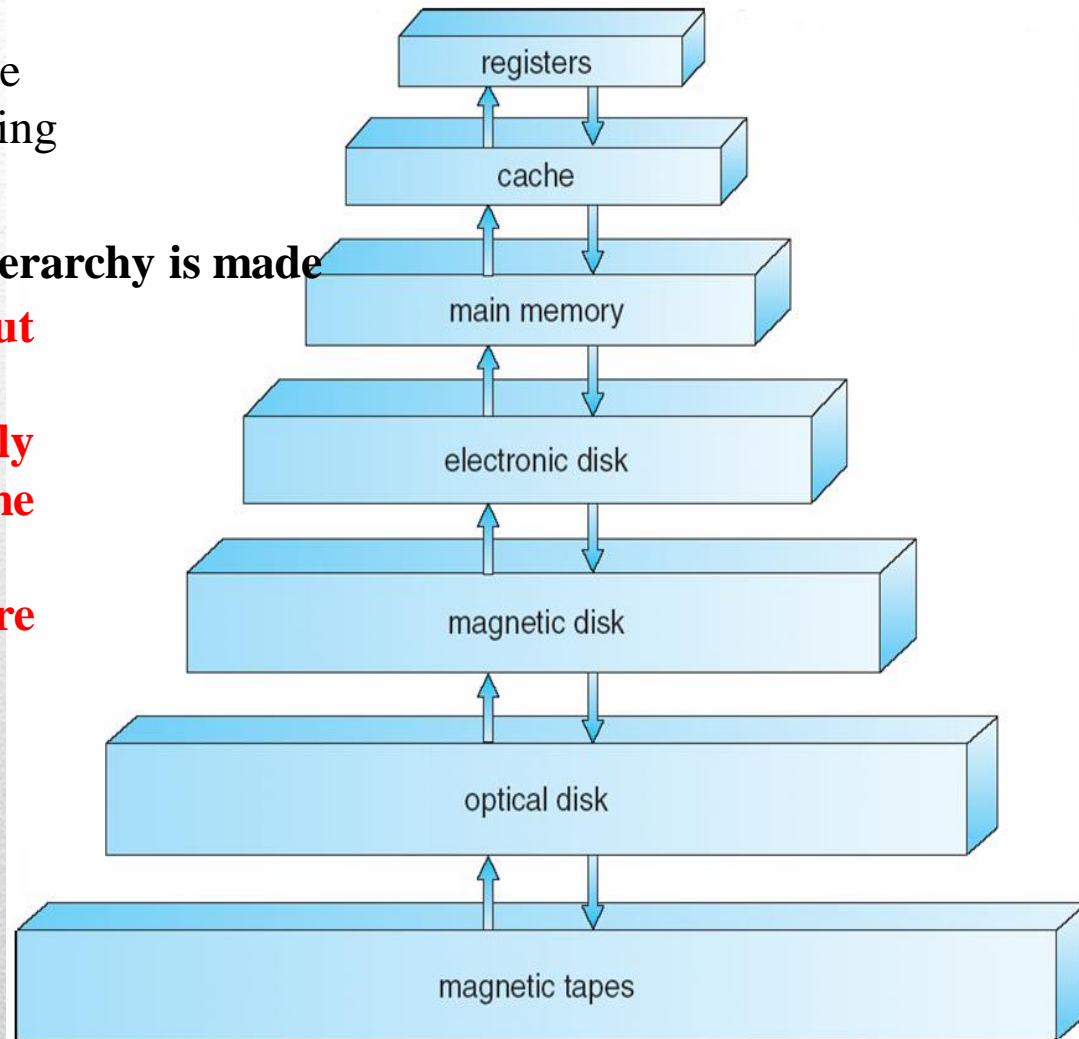 registers
e
ing
cache
erarchy is made
main memory
ut
ly
electronic disk
ne
re
magnetic disk
optical disk
magnetic tapes